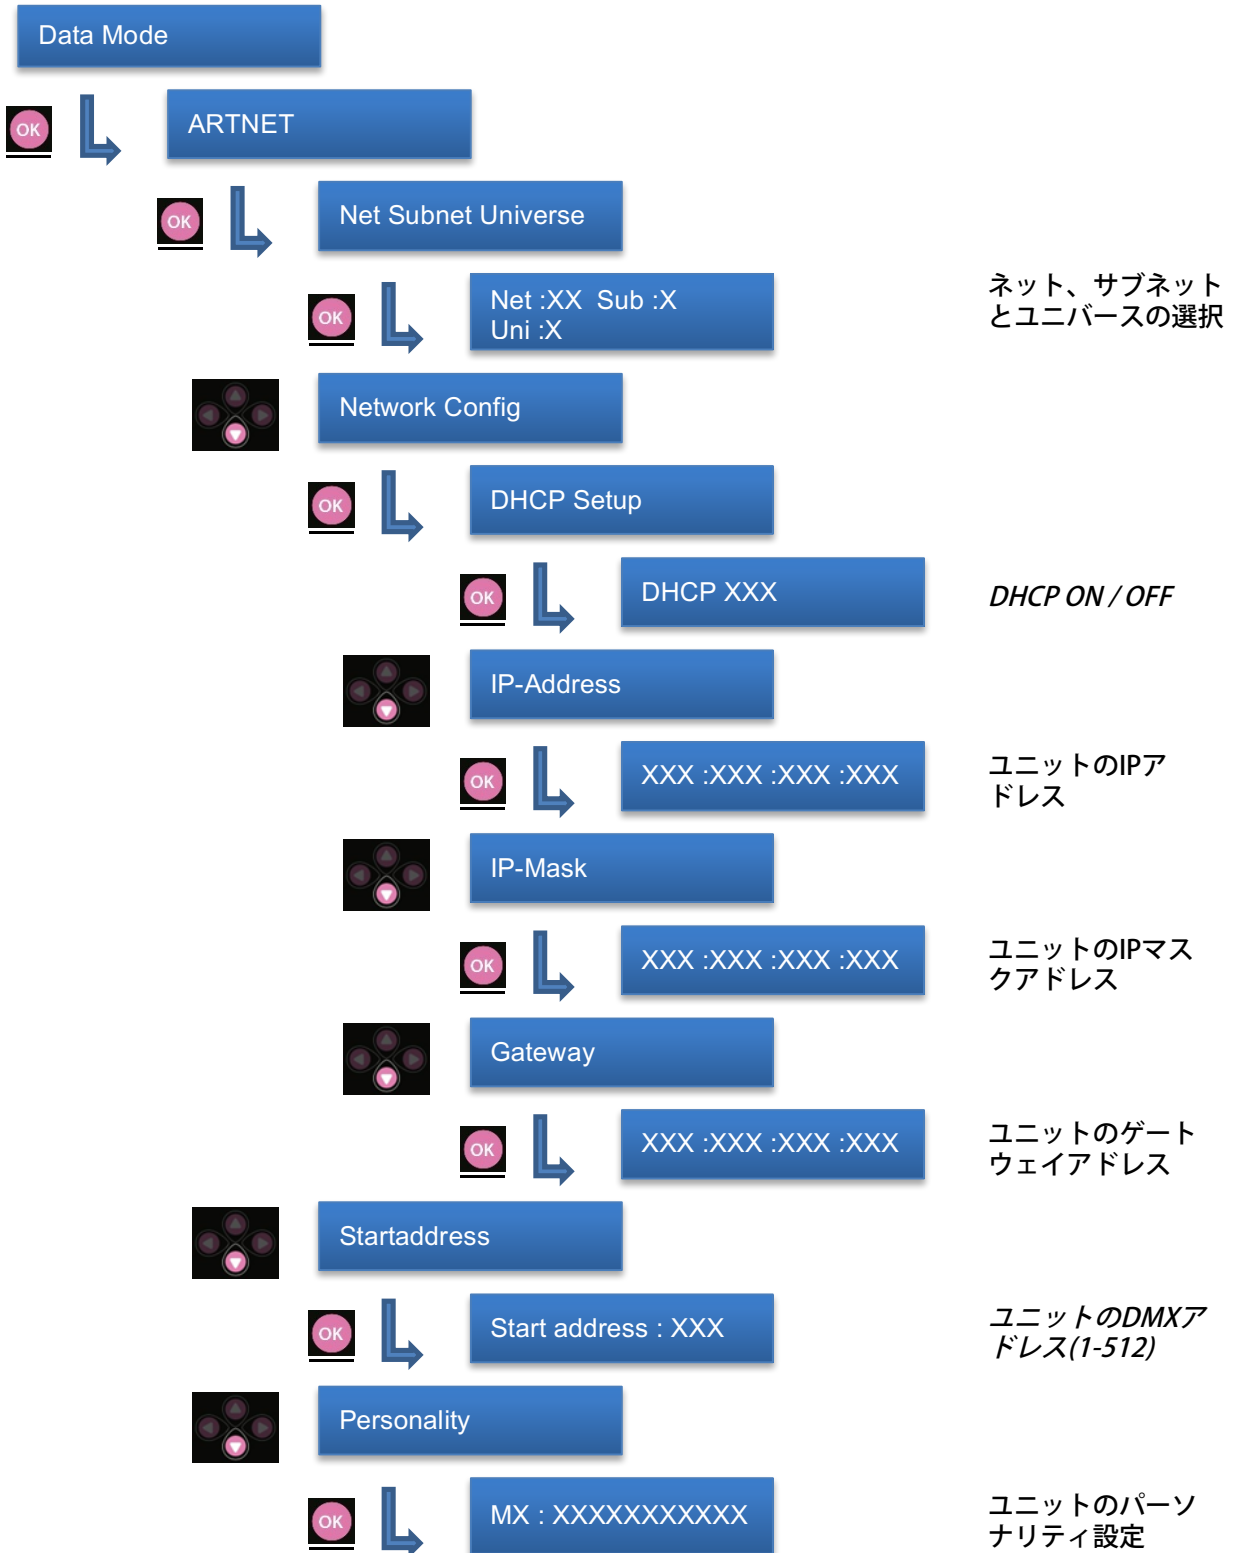 Data Mode
OK
ARTNET
OK
Net Subnet Universe
OK
Net :XX  Sub :X
Uni :X
ネット、サブネット
とユニバースの選択
Network Config
OK
DHCP Setup
OK
DHCP XXX
DHCP ON / OFF
IP-Address
OK
XXX :XXX :XXX :XXX
ユニットのIPア
ドレス
IP-Mask
OK
XXX :XXX :XXX :XXX
ユニットのIPマス
クアドレス
Gateway
OK
XXX :XXX :XXX :XXX
ユニットのゲート
ウェイアドレス
Startaddress
OK
Start address : XXX
ユニットのDMXア
ドレス(1-512)
Personality
OK
MX : XXXXXXXXXXX
ユニットのパーソ
ナリティ設定